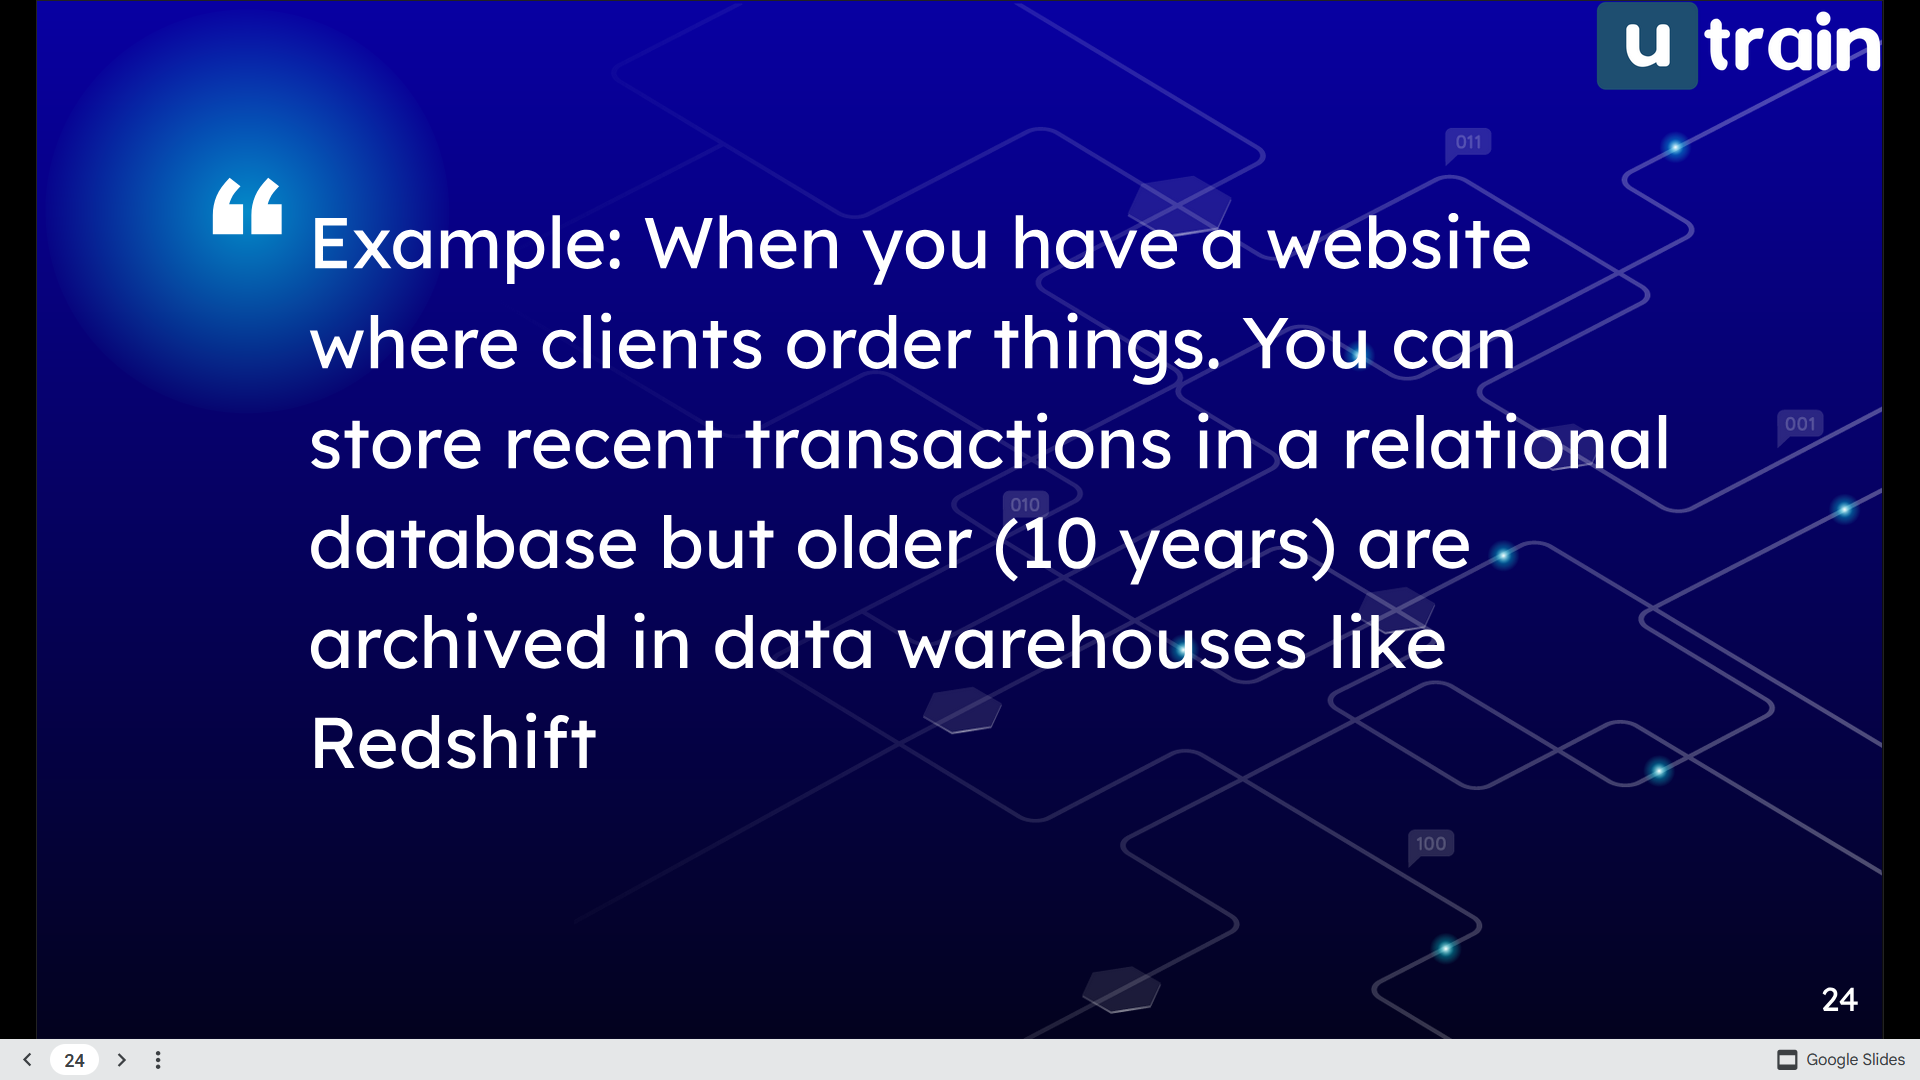 u train
011
“ Example: When you have a website
where clients order things. You can
store recent transactions in a relational
001
010
database but older (10 years) are
archived in data warehouses like
Redshift
100
24
24
Google Slides